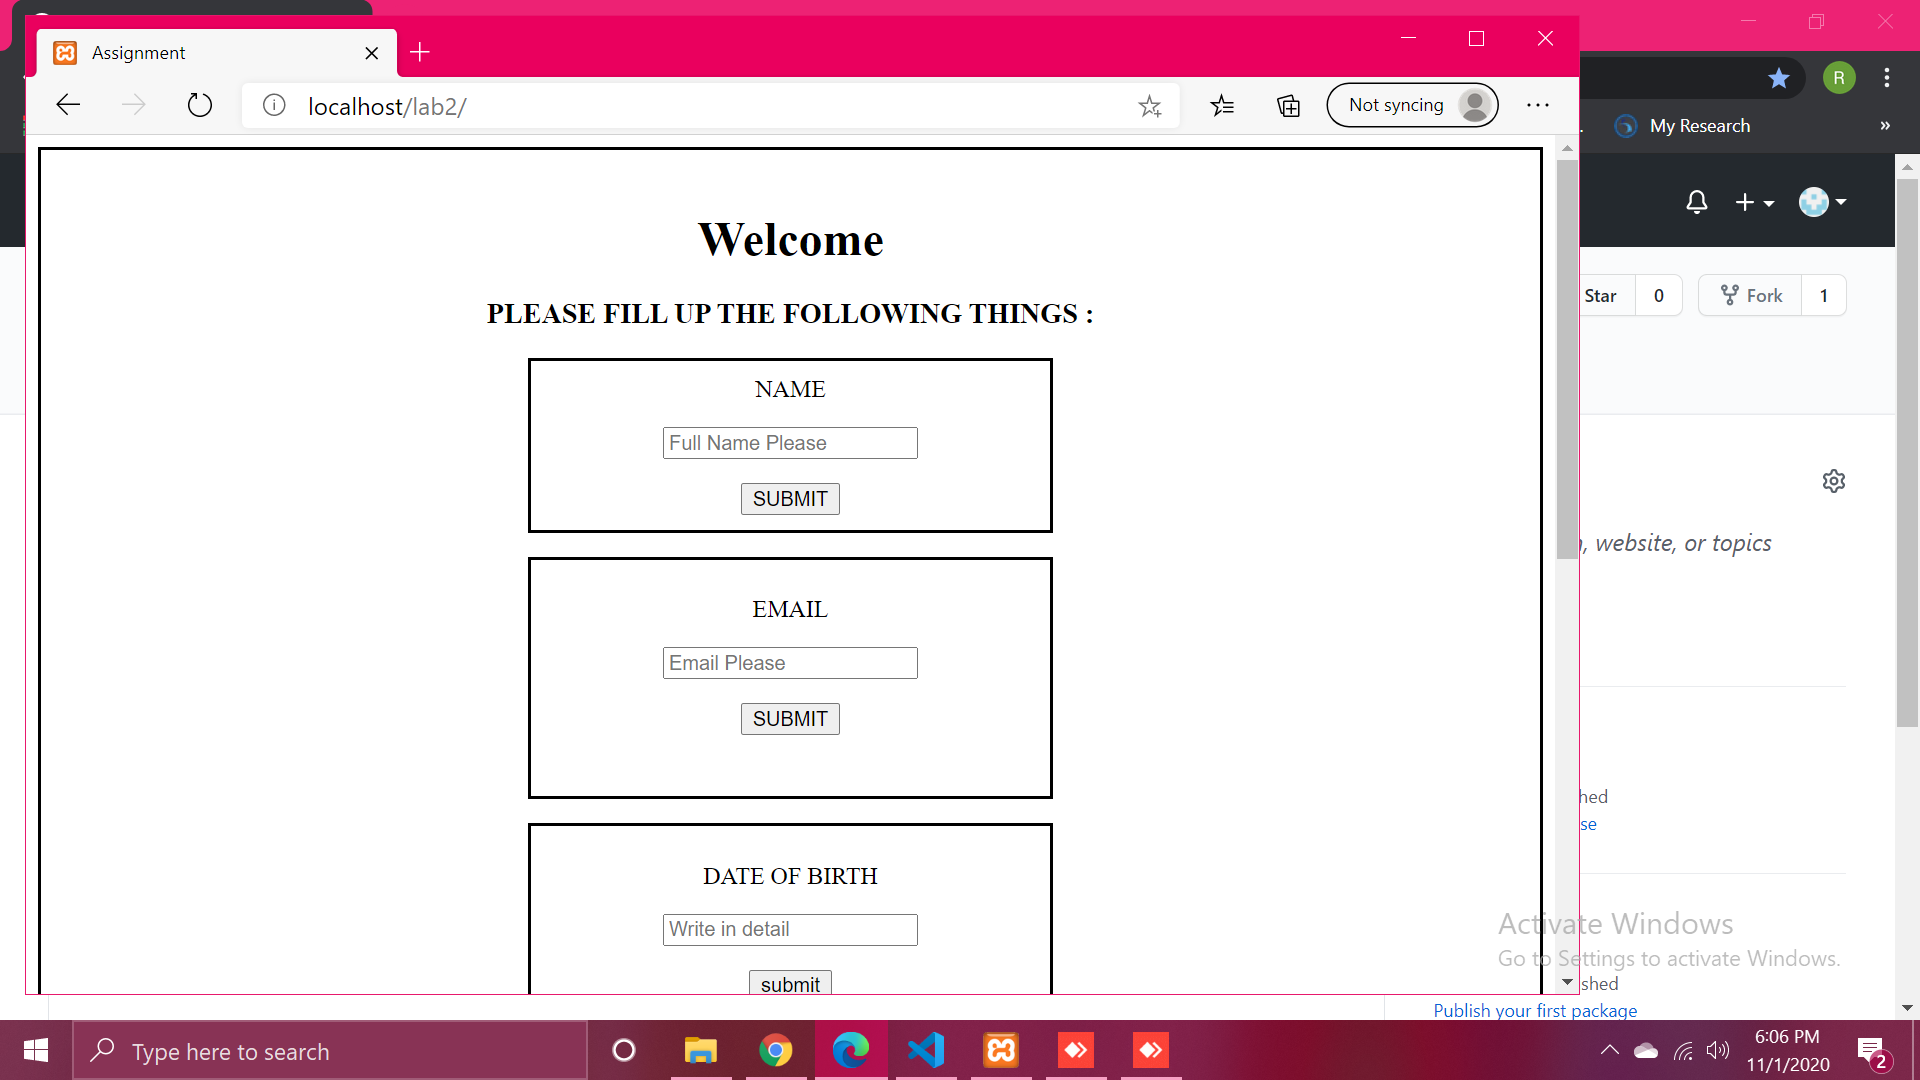 Assignment
localhost/lab2/
Not syncing
R
My Research
»
Welcome
PLEASE FILL UP THE FOLLOWING THINGS :
NAME
Full Name Please
SUBMIT
EMAIL
Email Please
SUBMIT
DATE OF BIRTH
Write in detail
submit
Star 0
Fork 1
, website, or topics
hed
se
Activate Windows
Go to Settings to activate Windows.
shed
Publish your first package
Type here to search
6:06 PM
11/1/2020
2